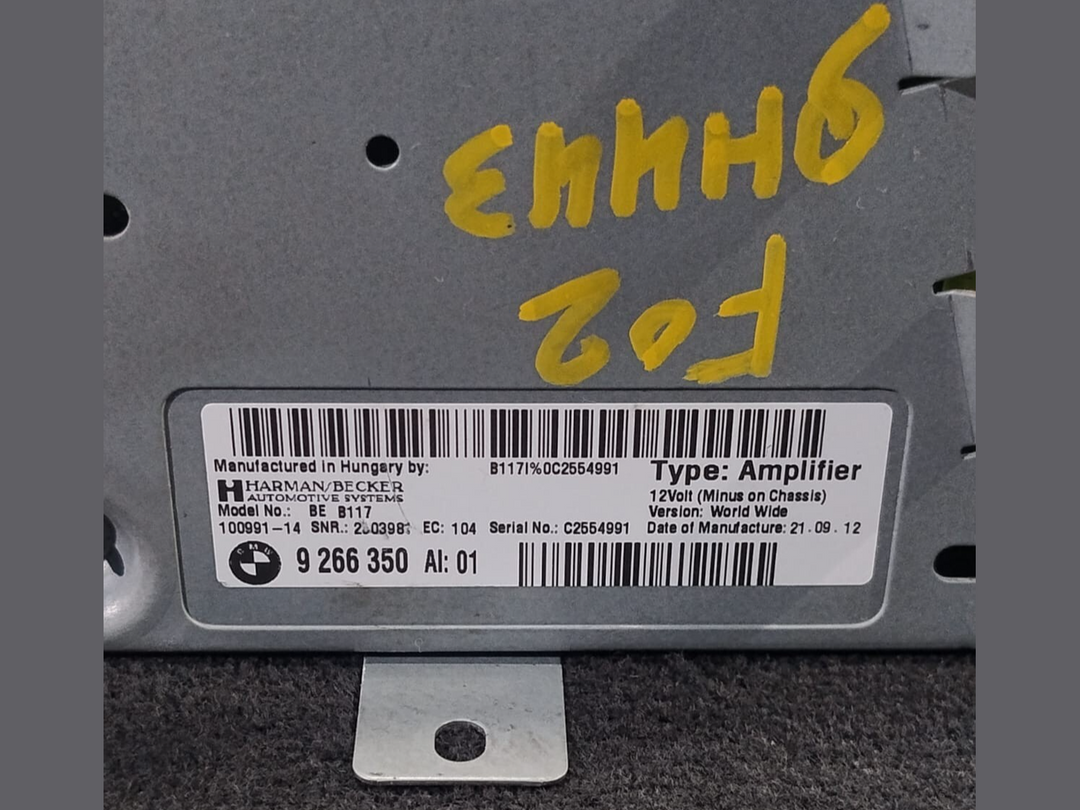 F02
Manufactured in Hungary by:
B117I%0C2554991
Type: Amplifier
HARMAN/BECKER
AUTOMOTIVE SYSTEMS
12Volt (Minus on Chassis)
Model No.: BE B117
Version: World Wide
100991-14 SNR.: EC: 104 Serial No.: C2554991 Date of Manufacture: 21.09.12
BMW
9 266 350 AI: 01